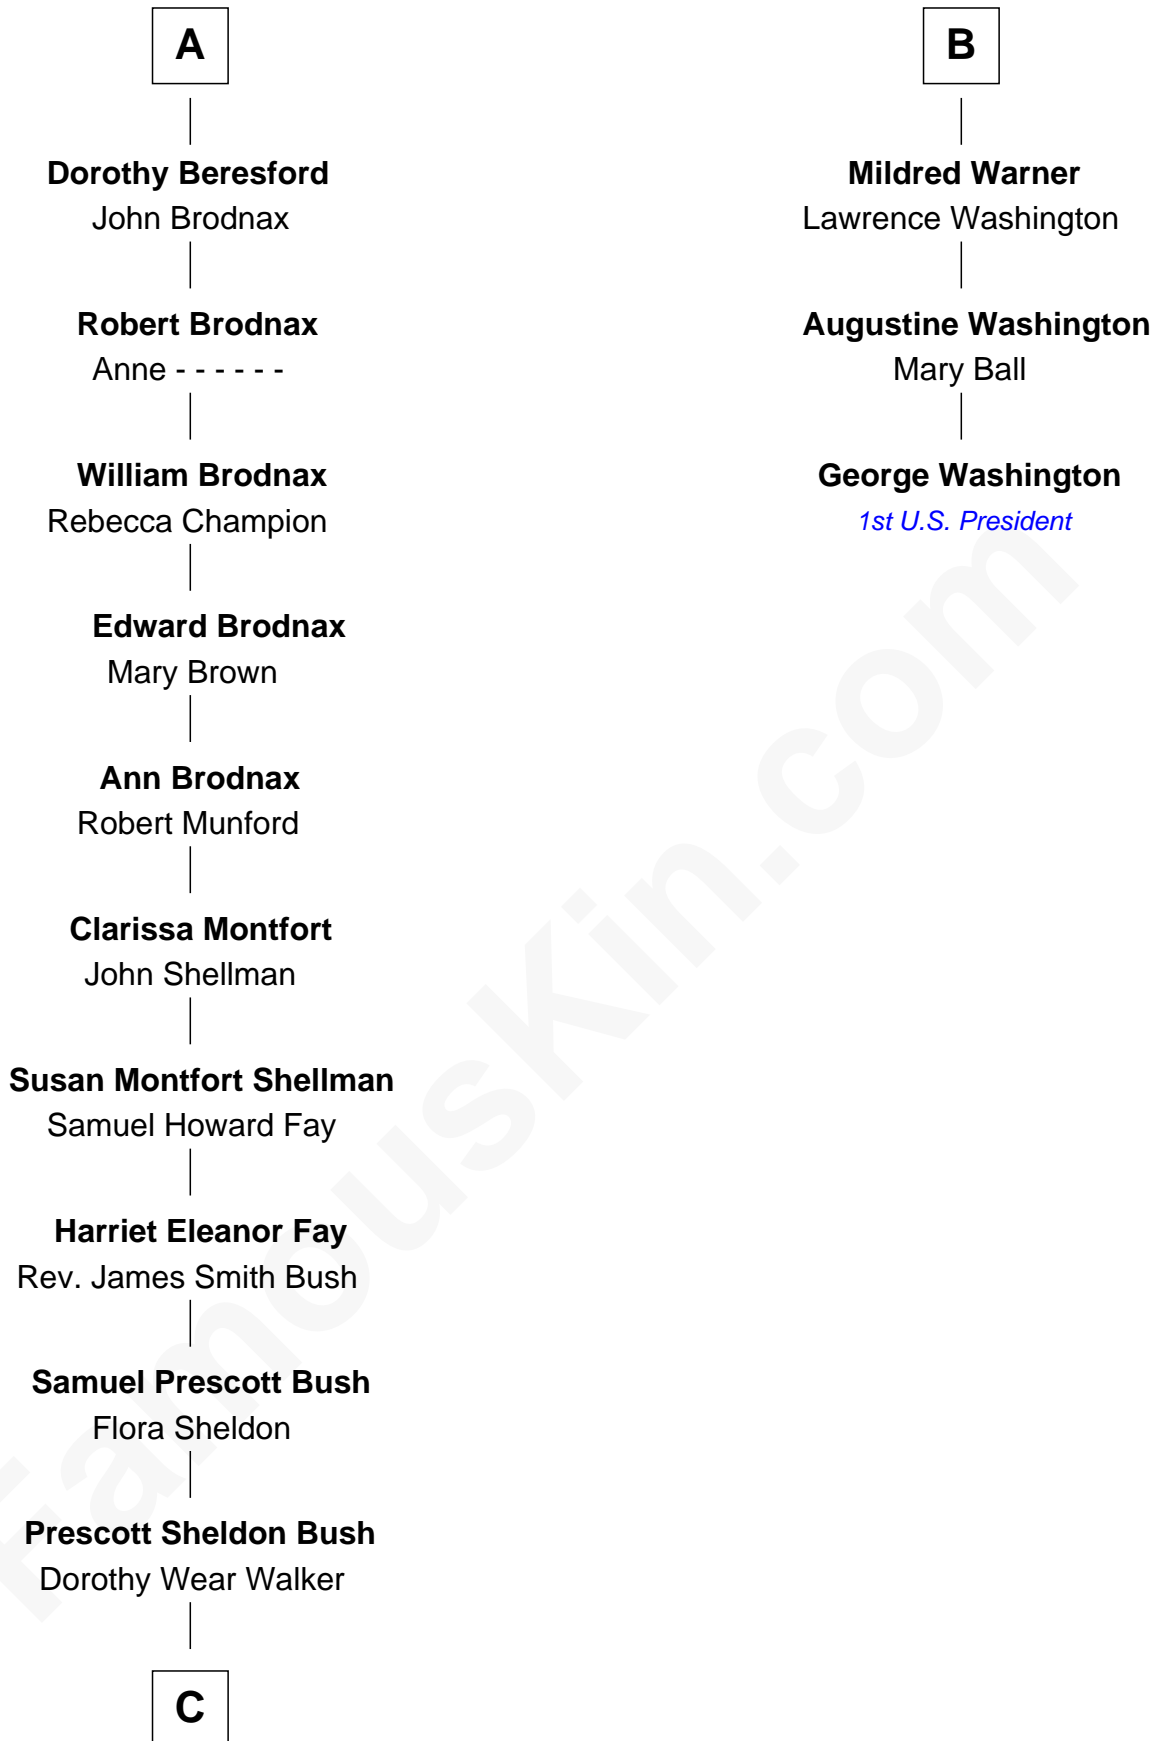 A
Dorothy Beresford
John Brodnax
Robert Brodnax
Anne - - - - - -
William Brodnax
Rebecca Champion
Edward Brodnax
Mary Brown
Ann Brodnax
Robert Munford
Clarissa Montfort
John Shellman
Susan Montfort Shellman
Samuel Howard Fay
Harriet Eleanor Fay
Rev. James Smith Bush
Samuel Prescott Bush
Flora Sheldon
Prescott Sheldon Bush
Dorothy Wear Walker
C
B
Mildred Warner
Lawrence Washington
Augustine Washington
Mary Ball
George Washington
1st U.S. President
FamousKin.com